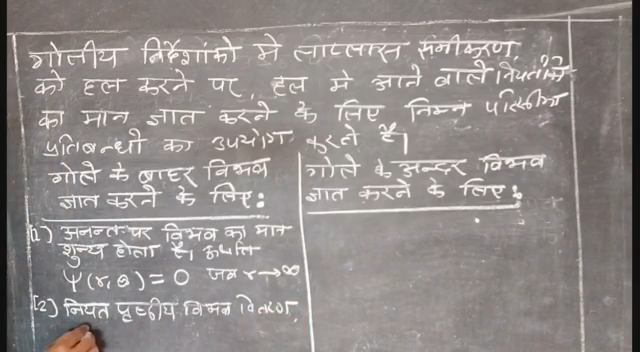 गोलीय निर्देशांको मे लाप्लास समीकरण
को हल करने पर, हल मे आने वाले नियतांको
का मान ज्ञात करने के लिए निम्न परिसीमा
प्रतिबन्धो का उपयोग करते है।
गोले के बाहर विभव
ज्ञात करने के लिए:
(1) अनन्त पर विभव का मान
शुन्य होता है। अर्थात
Ψ(r, θ) = 0 जब r→∞
(2) नियत पृष्ठीय विभव वितरण
गोले के अन्दर विभव
ज्ञात करने के लिए: